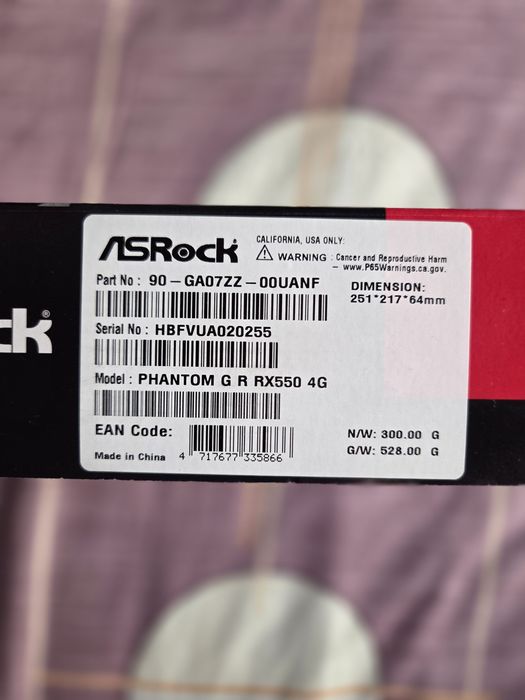 ck®
ASRock
CALIFORNIA, USA ONLY:
⚠ WARNING : Cancer and Reproductive Harm
– www.P65Warnings.ca.gov.
Part No : 90 – GA07ZZ – 00UANF
DIMENSION:
251*217*64mm
Serial No : HBFVUA020255
Model : PHANTOM G R RX550 4G
EAN Code:
Made in China
4 717677 335866
N/W: 300.00 G
G/W: 528.00 G